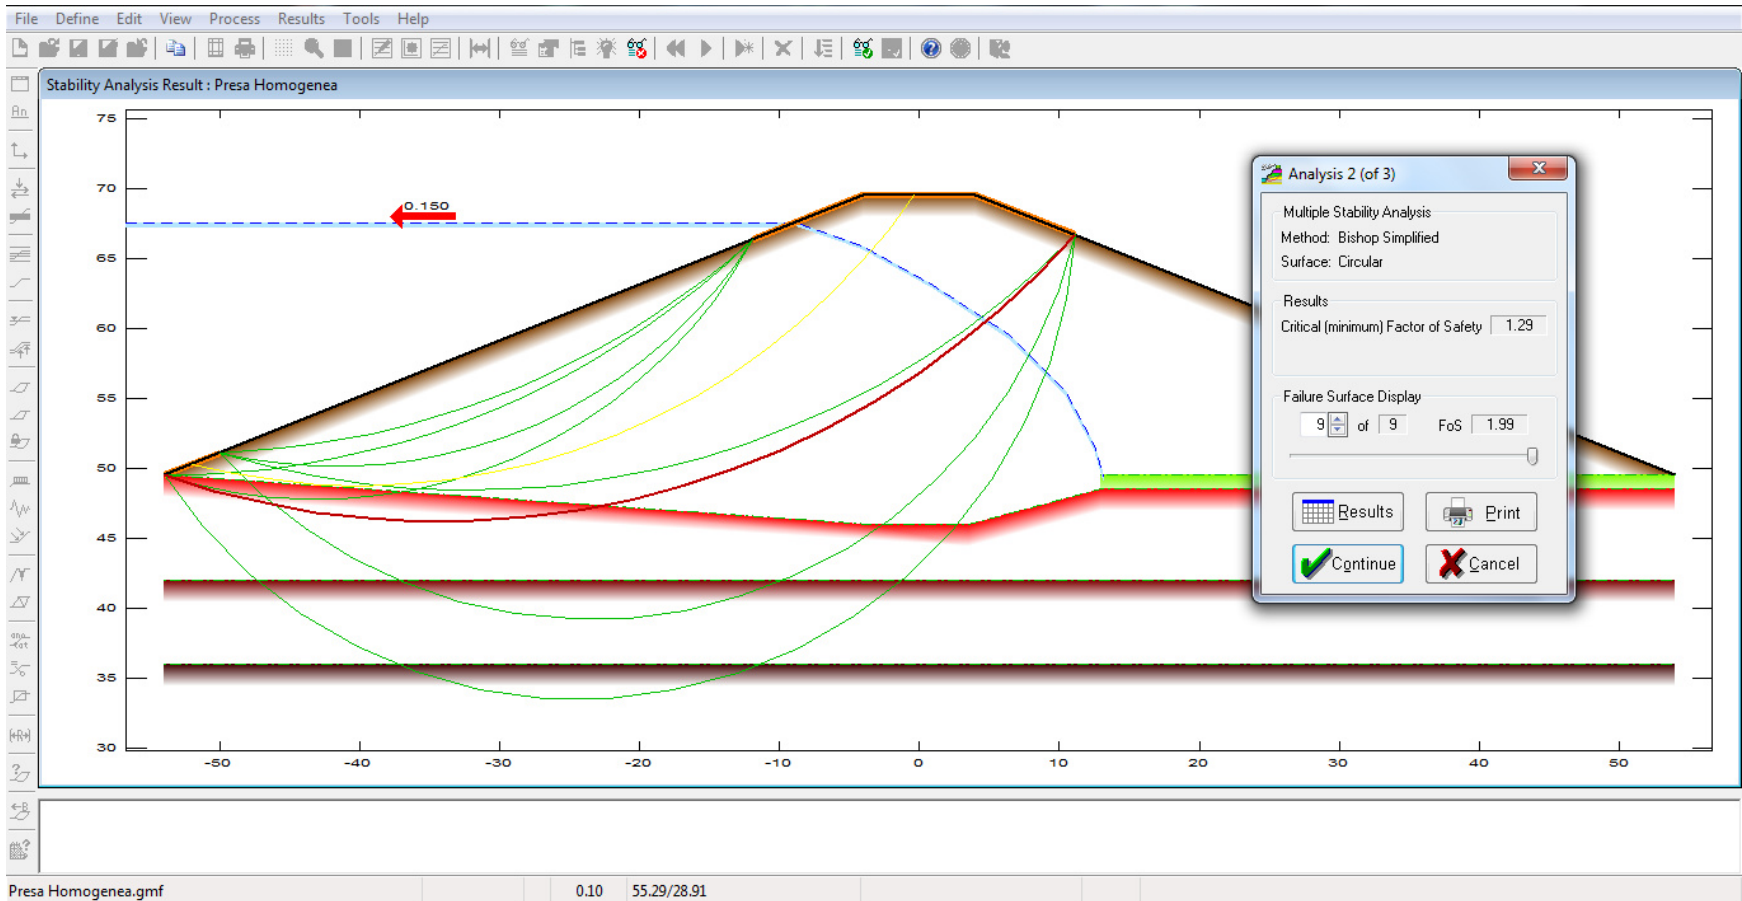 File Define Edit View Process Results Tools Help
Stability Analysis Result : Presa Homogenea
75
70
65
60
55
50
45
40
35
30
0.150
-50 -40 -30 -20 -10 0 10 20 30 40 50
Analysis 2 (of 3)
Multiple Stability Analysis
Method: Bishop Simplified
Surface: Circular
Results
Critical (minimum) Factor of Safety 1.29
Failure Surface Display
9 of 9 FoS 1.99
Results Print
Continue Cancel
An
Presa Homogenea.gmf 0.10 55.29/28.91